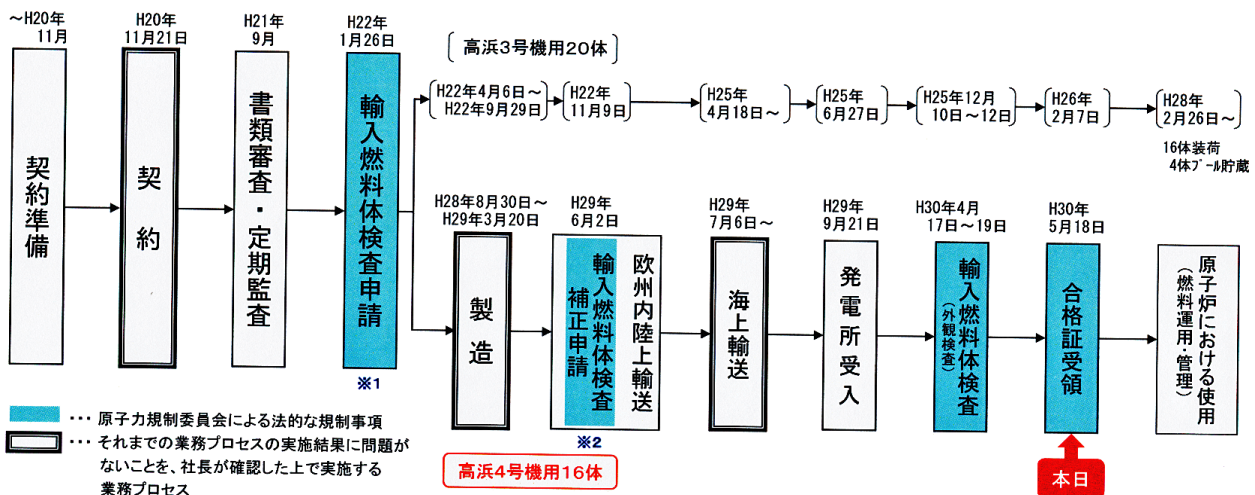 ～H20年
11月
契約準備
H20年
11月21日
契約
H21年
9月
書類審査・定期監査
H22年
1月26日
輸入燃料体検査申請
※1
高浜3号機用20体
H22年4月6日～
H22年9月29日
H22年
11月9日
H25年
4月18日～
H25年
6月27日
H25年12月
10日～12日
H26年
2月7日
H28年
2月26日～
16体装荷
4体プール貯蔵
H28年8月30日～
H29年3月20日
製造
H29年
6月2日
欧州内陸上輸送
輸入燃料体検査
補正申請
※2
H29年
7月6日～
海上輸送
H29年
9月21日
発電所受入
H30年4月
17日～19日
輸入燃料体検査
（外観検査）
H30年
5月18日
合格証受領
本日
原子炉における使用
（燃料運用・管理）
高浜4号機用16体
･･･ 原子力規制委員会による法的な規制事項
･･･ それまでの業務プロセスの実施結果に問題が
ないことを、社長が確認した上で実施する
業務プロセス